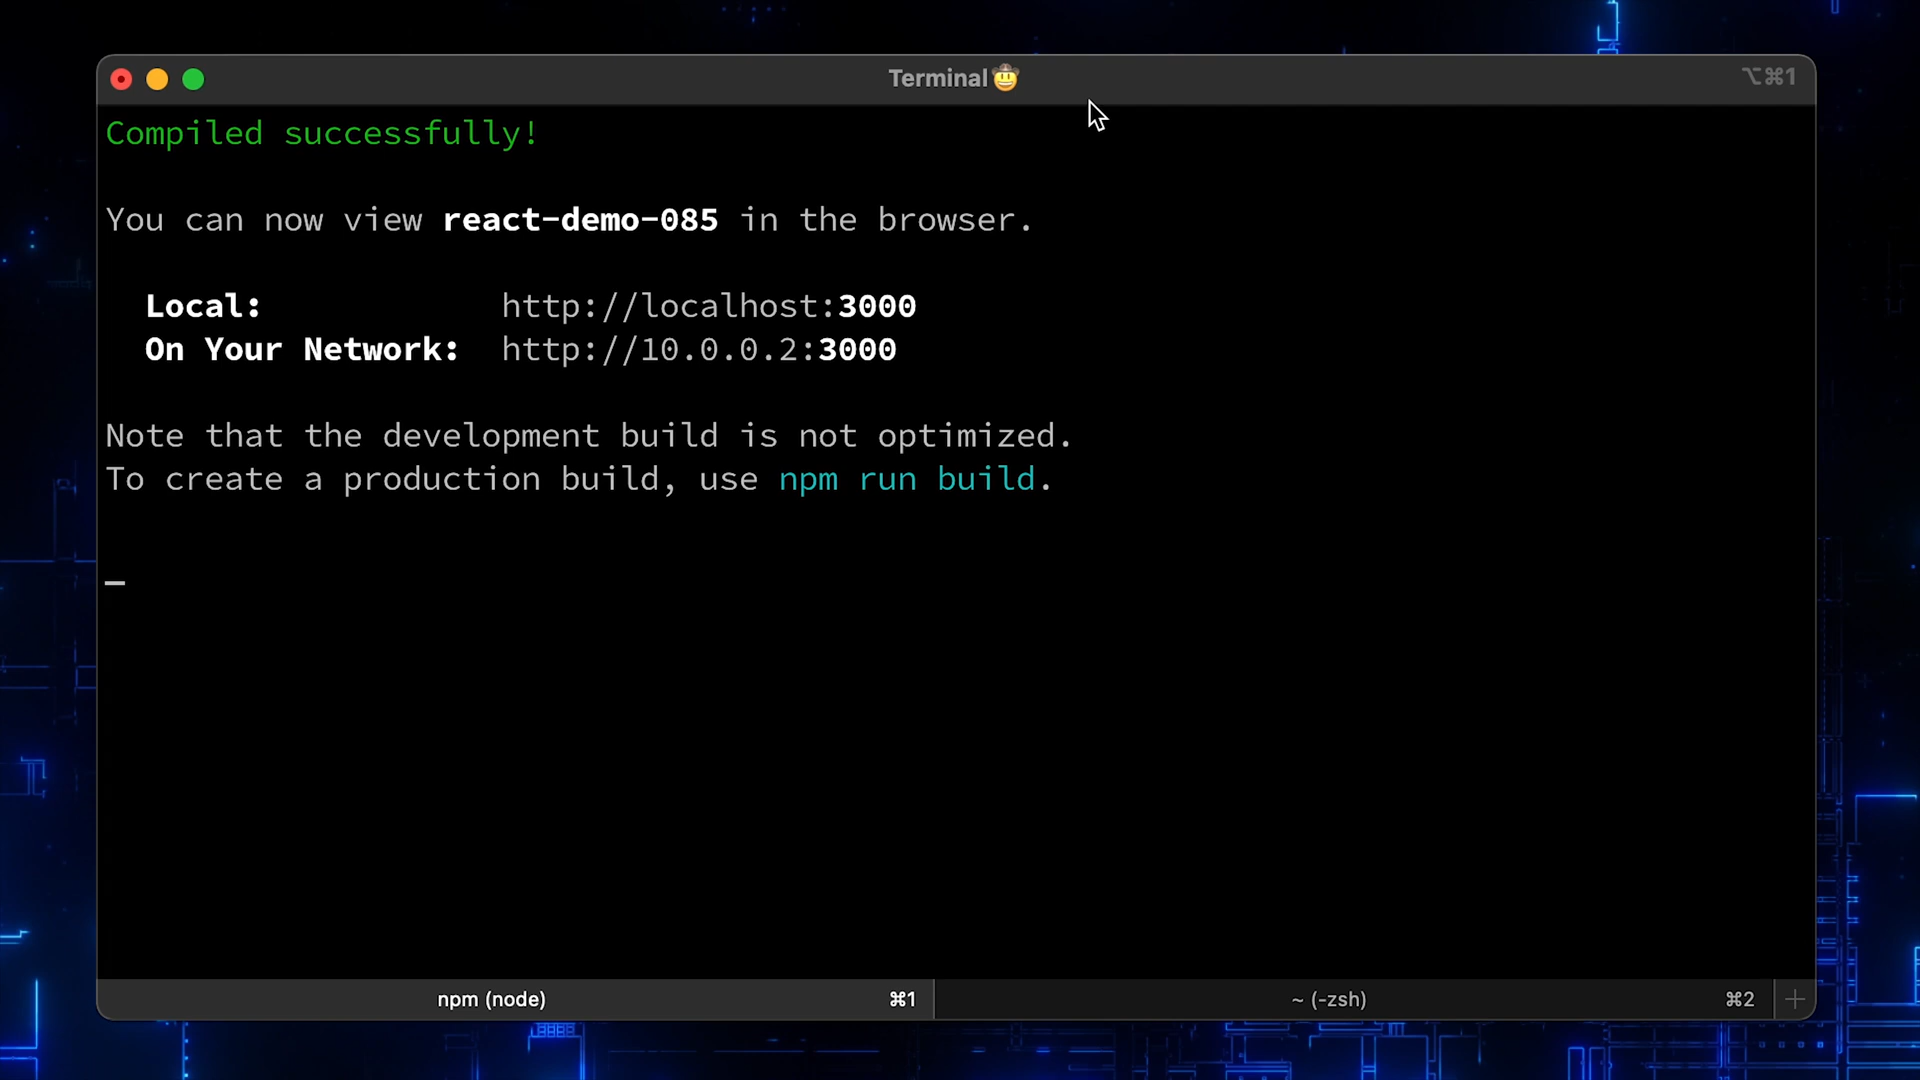 Terminal🤠
⌥⌘1
Compiled successfully!
You can now view react-demo-085 in the browser.
Local: http://localhost:3000
On Your Network: http://10.0.0.2:3000
Note that the development build is not optimized.
To create a production build, use npm run build.
npm (node) ⌘1
~ (-zsh) ⌘2